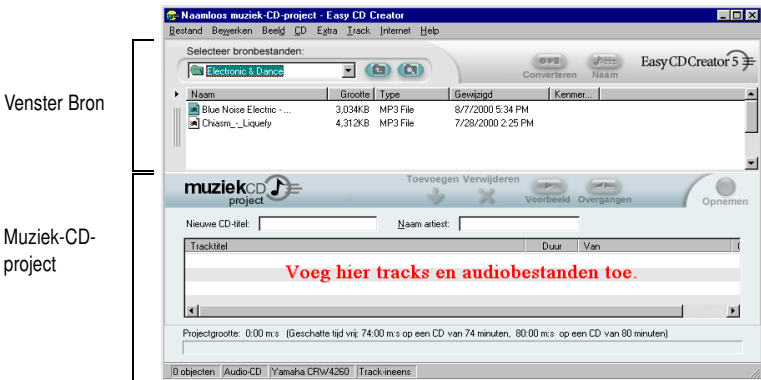 Naamloos muziek-CD-project - Easy CD Creator
Bestand Bewerken Beeld CD Extra Track Internet Help
Selecteer bronbestanden:
Electronic & Dance
Converteren Naam
Easy CD Creator 5
Venster Bron
Naam Grootte Type Gewijzigd Kenmer...
Blue Noise Electric - ... 3,034KB MP3 File 8/7/2000 5:34 PM
Chiasm_-_Liquefy 4,312KB MP3 File 7/28/2000 2:25 PM
muziekCD
project
Toevoegen Verwijderen
Voorbeeld Overgangen
Opnemen
Muziek-CD-
project
Nieuwe CD-titel: Naam artiest:
Tracktitel Duur Van
Voeg hier tracks en audiobestanden toe.
Projectgrootte: 0:00 m:s (Geschatte tijd vrij: 74:00 m:s op een CD van 74 minuten, 80:00 m:s op een CD van 80 minuten)
0 objecten Audio-CD Yamaha CRW4260 Track-ineens